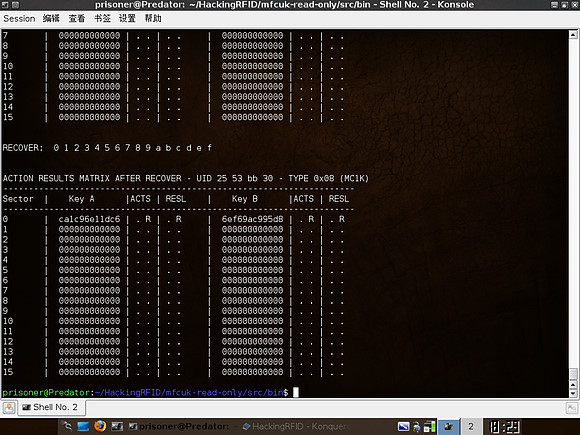 prisoner@Predator: ~/HackingRFID/mfcuk-read-only/src/bin - Shell No. 2 - Konsole
Session 编辑 查看 书签 设置 帮助
7 | 000000000000 | . . | . . | 000000000000 | . . | . .
8 | 000000000000 | . . | . . | 000000000000 | . . | . .
9 | 000000000000 | . . | . . | 000000000000 | . . | . .
10 | 000000000000 | . . | . . | 000000000000 | . . | . .
11 | 000000000000 | . . | . . | 000000000000 | . . | . .
12 | 000000000000 | . . | . . | 000000000000 | . . | . .
13 | 000000000000 | . . | . . | 000000000000 | . . | . .
14 | 000000000000 | . . | . . | 000000000000 | . . | . .
15 | 000000000000 | . . | . . | 000000000000 | . . | . .
RECOVER: 0 1 2 3 4 5 6 7 8 9 a b c d e f
ACTION RESULTS MATRIX AFTER RECOVER - UID 25 53 bb 30 - TYPE 0x08 (MC1K)
---------------------------------------------------------------------
Sector | Key A |ACTS | RESL | Key B |ACTS | RESL
---------------------------------------------------------------------
0 | ca1c96e11dc6 | . R | . R | 6ef69ac995d8 | . R | . R
1 | 000000000000 | . . | . . | 000000000000 | . . | . .
2 | 000000000000 | . . | . . | 000000000000 | . . | . .
3 | 000000000000 | . . | . . | 000000000000 | . . | . .
4 | 000000000000 | . . | . . | 000000000000 | . . | . .
5 | 000000000000 | . . | . . | 000000000000 | . . | . .
6 | 000000000000 | . . | . . | 000000000000 | . . | . .
7 | 000000000000 | . . | . . | 000000000000 | . . | . .
8 | 000000000000 | . . | . . | 000000000000 | . . | . .
9 | 000000000000 | . . | . . | 000000000000 | . . | . .
10 | 000000000000 | . . | . . | 000000000000 | . . | . .
11 | 000000000000 | . . | . . | 000000000000 | . . | . .
12 | 000000000000 | . . | . . | 000000000000 | . . | . .
13 | 000000000000 | . . | . . | 000000000000 | . . | . .
14 | 000000000000 | . . | . . | 000000000000 | . . | . .
15 | 000000000000 | . . | . . | 000000000000 | . . | . .
prisoner@Predator:~/HackingRFID/mfcuk-read-only/src/bin$
Shell No. 2
prisoner@Predator: HackingRFID - Konquer 2